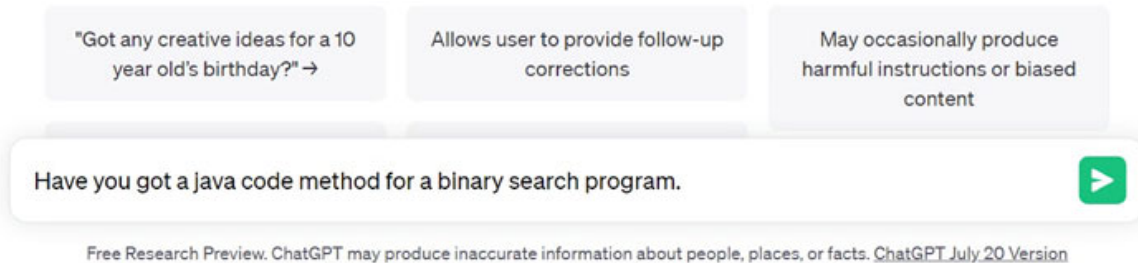 "Got any creative ideas for a 10
year old's birthday?" →
Allows user to provide follow-up
corrections
May occasionally produce
harmful instructions or biased
content
Have you got a java code method for a binary search program.
Free Research Preview. ChatGPT may produce inaccurate information about people, places, or facts. ChatGPT July 20 Version